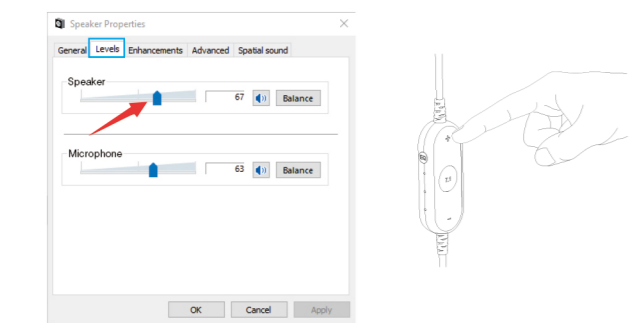 Speaker Properties
General Levels Enhancements Advanced Spatial sound
Speaker
67 Balance
Microphone
63 Balance
OK Cancel Apply
+
-